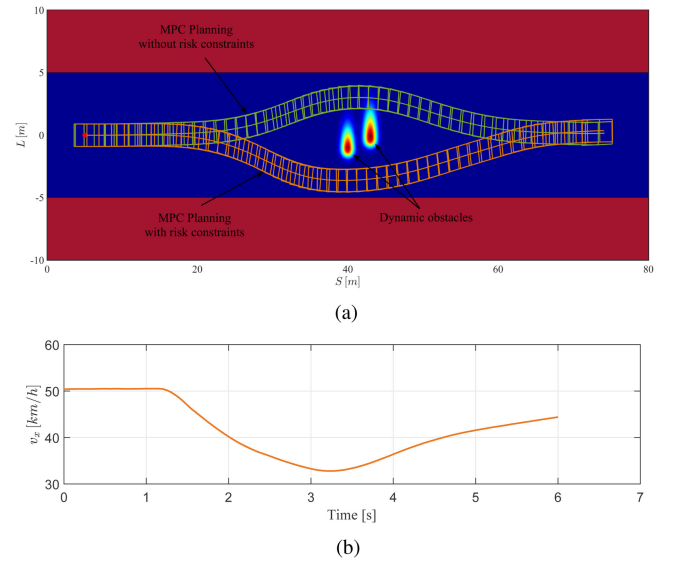 10
MPC Planning
without risk constraints
5
L [m]
0
-5
MPC Planning
with risk constraints
Dynamic obstacles
-10
0 20 40 60 80
S [m]
(a)
60
50
v_x [km/h]
40
30
0 1 2 3 4 5 6 7
Time [s]
(b)